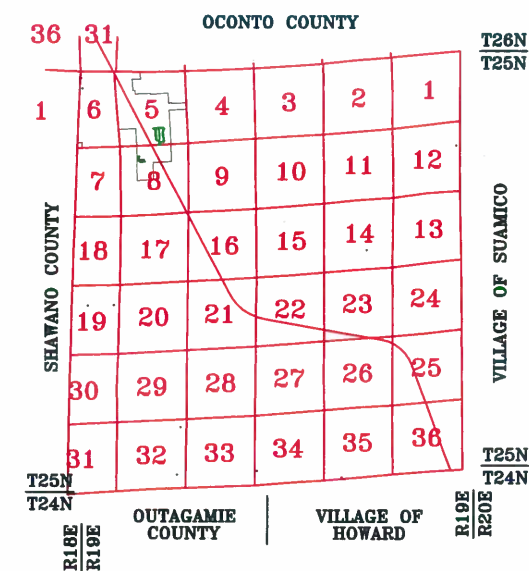 OCONTO COUNTY
36 31
T26N
T25N
1 6 5 4 3 2 1
7 8 9 10 11 12
18 17 16 15 14 13
19 20 21 22 23 24
30 29 28 27 26 25
31 32 33 34 35 36
SHAWANO COUNTY
VILLAGE OF SUAMICO
T25N
T24N
T25N
T24N
R18E
R19E
OUTAGAMIE
COUNTY
VILLAGE OF
HOWARD
R19E
R20E